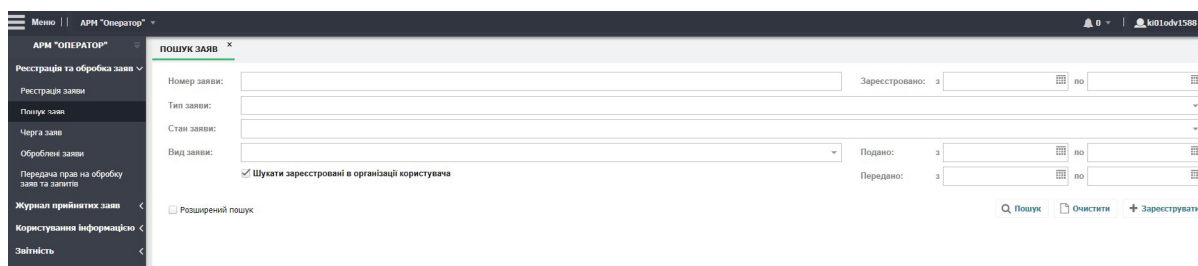 Меню || АРМ "Оператор" 0 | ki01odv1588
АРМ "ОПЕРАТОР"
ПОШУК ЗАЯВ x
Реєстрація та обробка заяв
Реєстрація заяви
Пошук заяв
Черга заяв
Оброблені заяви
Передача прав на обробку
заяв та запитів
Журнал прийнятих заяв
Користування інформацією
Звітність
Номер заяви: Зареєстровано: з по
Тип заяви:
Стан заяви:
Вид заяви: Подано: з по
Шукати зареєстровані в організації користувача Передано: з по
Розширений пошук Пошук Очистити + Зареєструвати